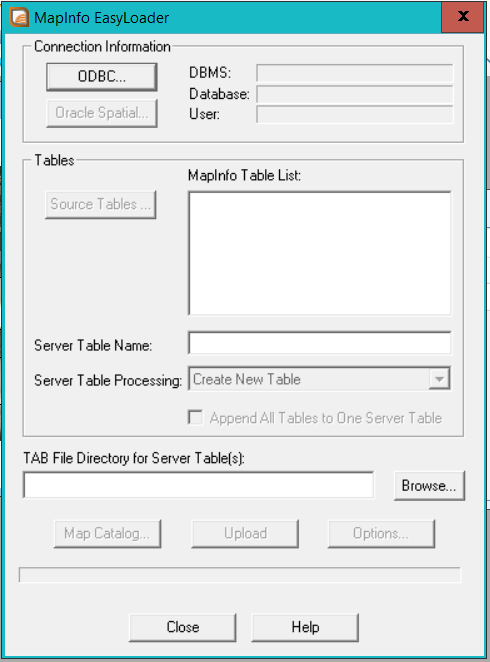 MapInfo EasyLoader
x
Connection Information
ODBC...
DBMS:
Oracle Spatial...
Database:
User:
Tables
MapInfo Table List:
Source Tables ...
Server Table Name:
Server Table Processing: Create New Table
Append All Tables to One Server Table
TAB File Directory for Server Table(s):
Browse...
Map Catalog... Upload Options...
Close Help